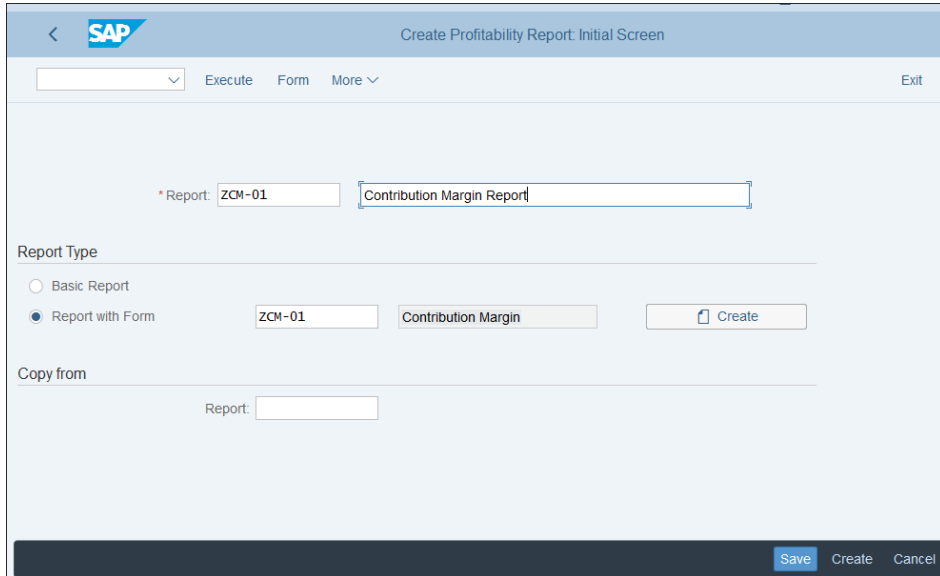 SAP Create Profitability Report: Initial Screen
Execute Form More Exit
* Report: ZCM-01 Contribution Margin Report
Report Type
Basic Report
Report with Form ZCM-01 Contribution Margin Create
Copy from
Report:
Save Create Cancel